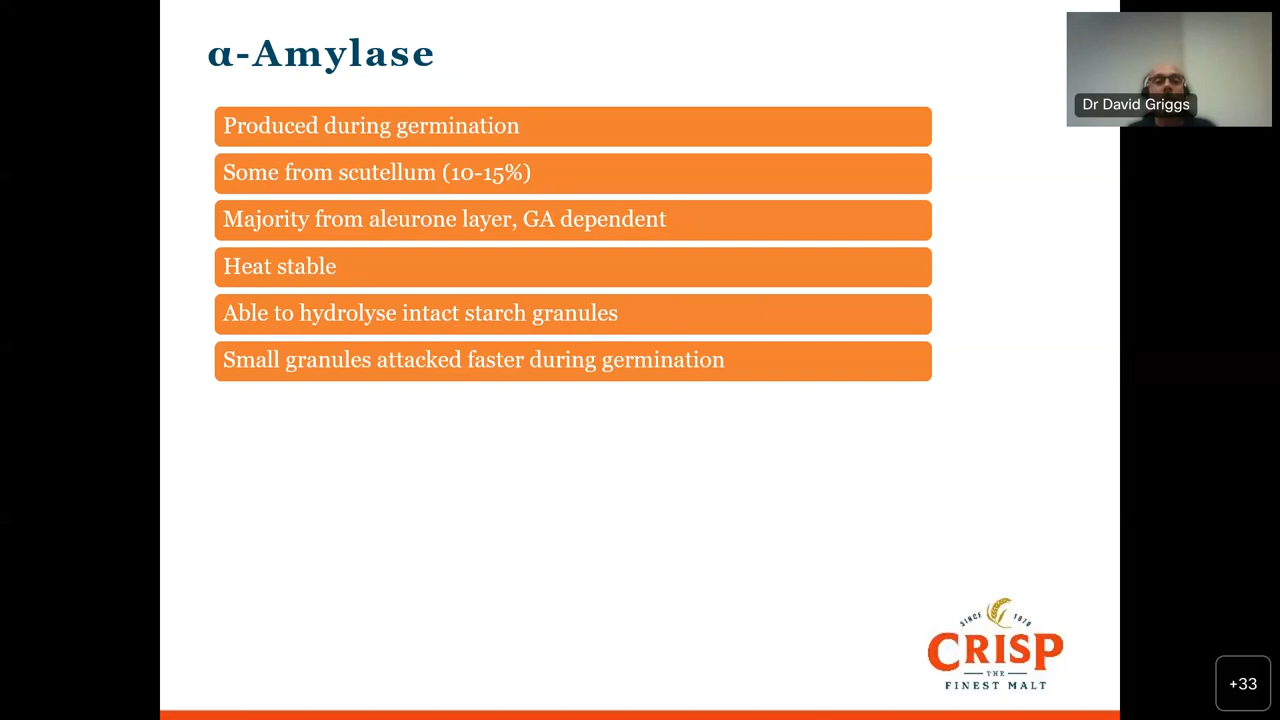 α-Amylase
Produced during germination
Some from scutellum (10-15%)
Majority from aleurone layer, GA dependent
Heat stable
Able to hydrolyse intact starch granules
Small granules attacked faster during germination
Dr David Griggs
SINCE 1870
CRISP
THE
FINEST MALT
+33